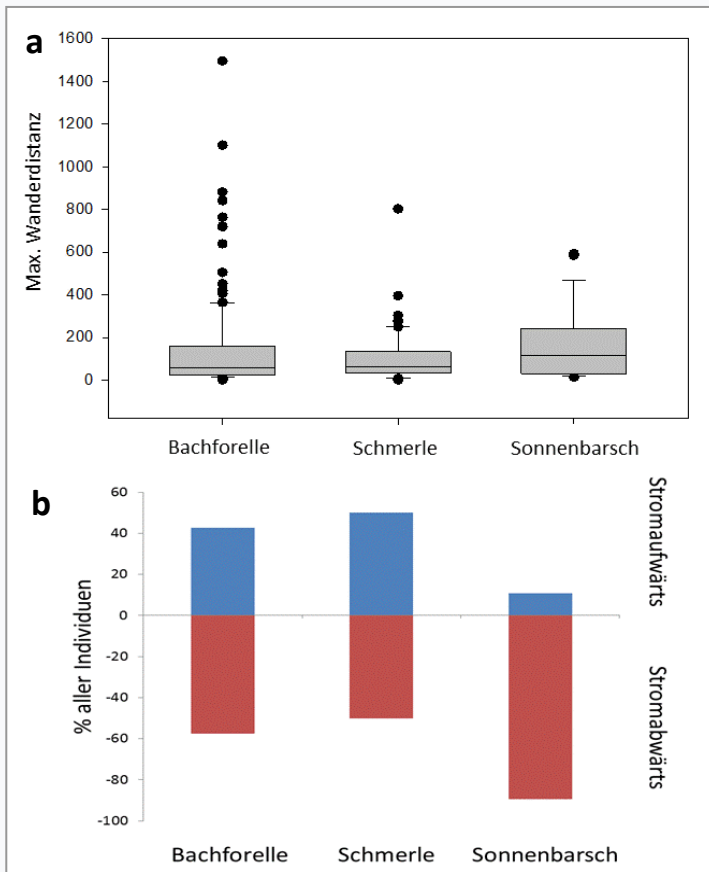 a
Max. Wanderdistanz
1600
1400
1200
1000
800
600
400
200
0
Bachforelle Schmerle Sonnenbarsch
b
% aller Individuen
60
40
20
0
-20
-40
-60
-80
-100
Stromaufwärts
Stromabwärts
Bachforelle Schmerle Sonnenbarsch